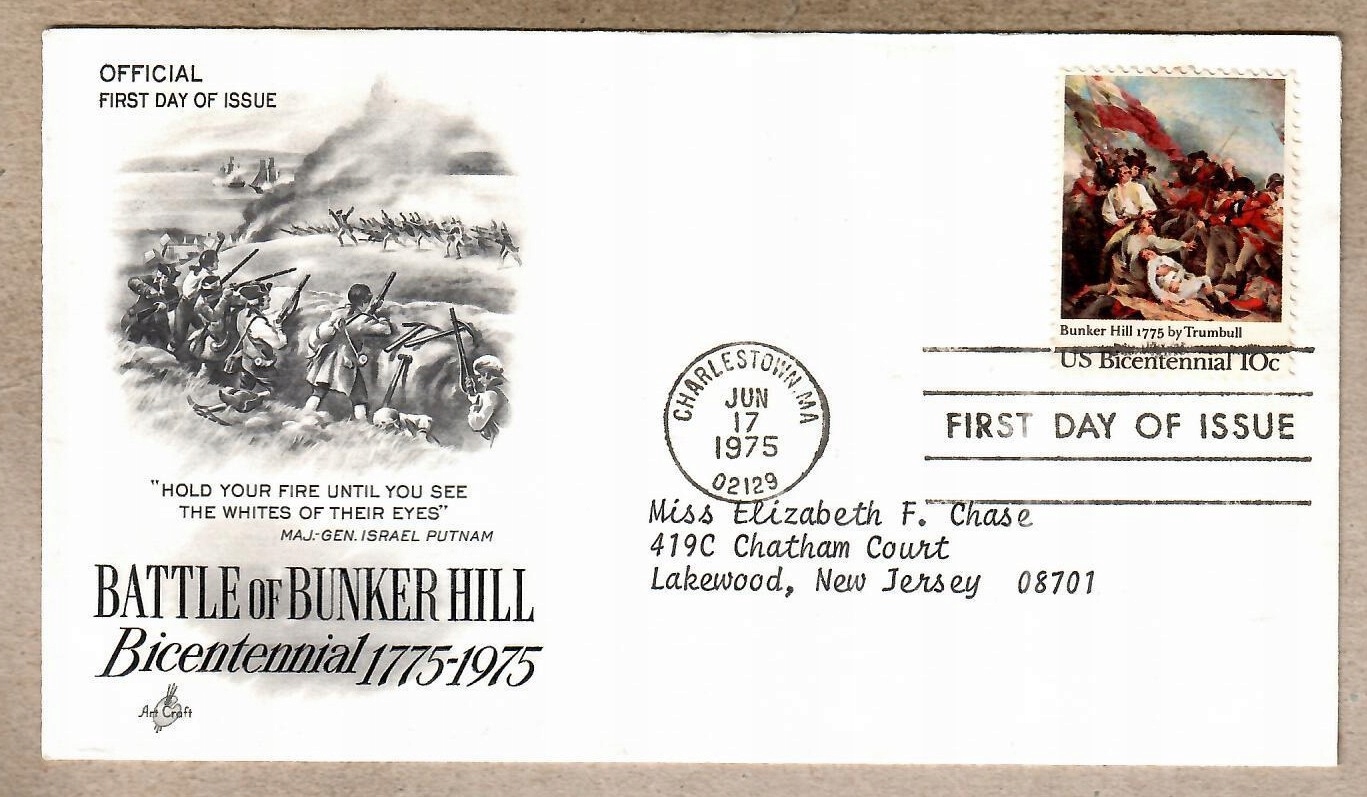 OFFICIAL
FIRST DAY OF ISSUE
"HOLD YOUR FIRE UNTIL YOU SEE
THE WHITES OF THEIR EYES"
MAJ.-GEN. ISRAEL PUTNAM
BATTLE OF BUNKER HILL
Bicentennial 1775-1975
Art Craft
Bunker Hill 1775 by Trumbull
US Bicentennial 10c
CHARLESTOWN, MA
JUN
17
1975
02129
FIRST DAY OF ISSUE
Miss Elizabeth F. Chase
419C Chatham Court
Lakewood, New Jersey 08701